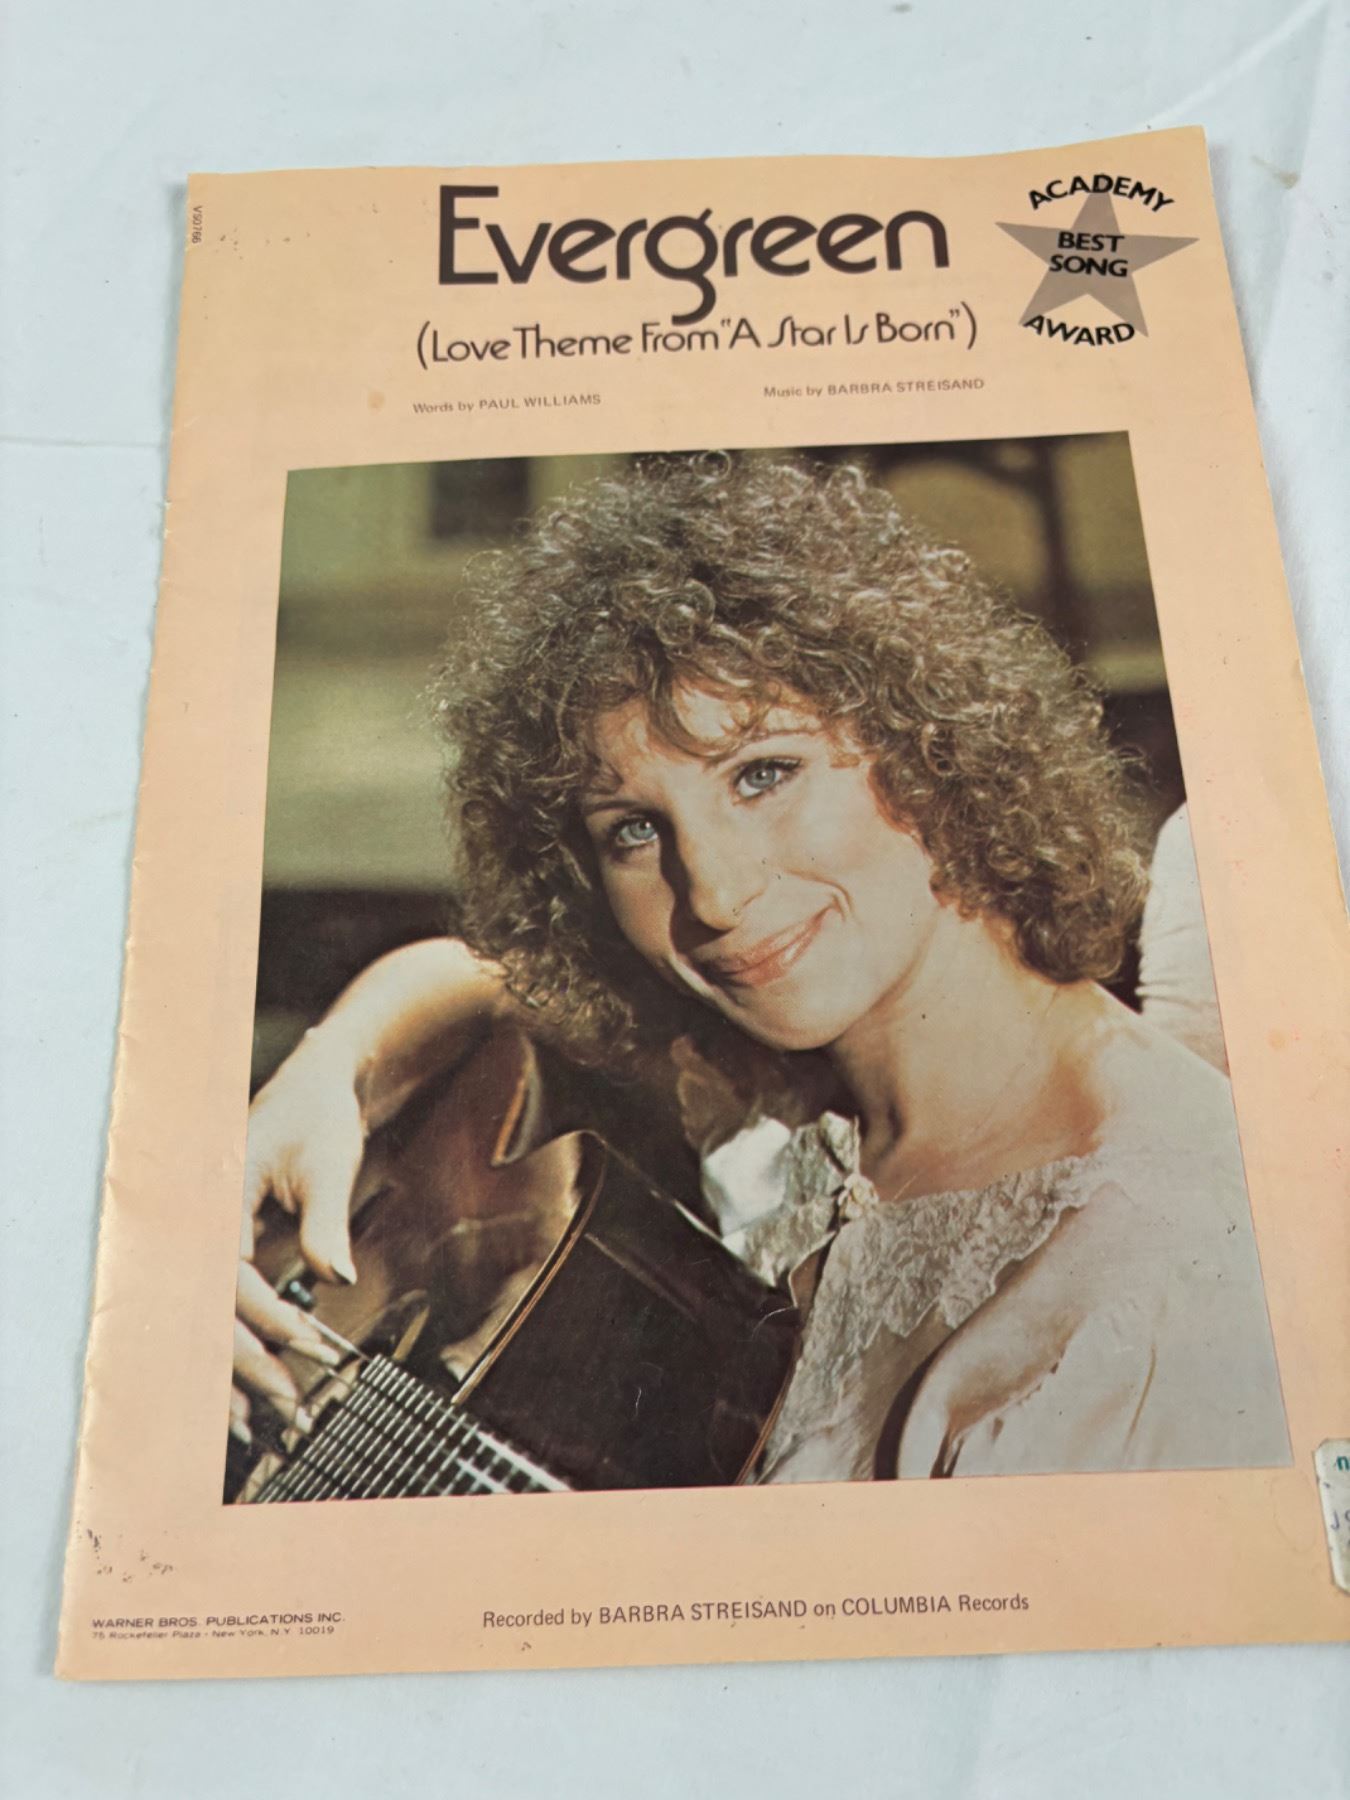 VS0766
Evergreen
(Love Theme From "A Star Is Born")
Words by PAUL WILLIAMS
Music by BARBRA STREISAND
ACADEMY
BEST
SONG
AWARD
WARNER BROS. PUBLICATIONS INC.
75 Rockefeller Plaza • New York, N.Y. 10019
Recorded by BARBRA STREISAND on COLUMBIA Records